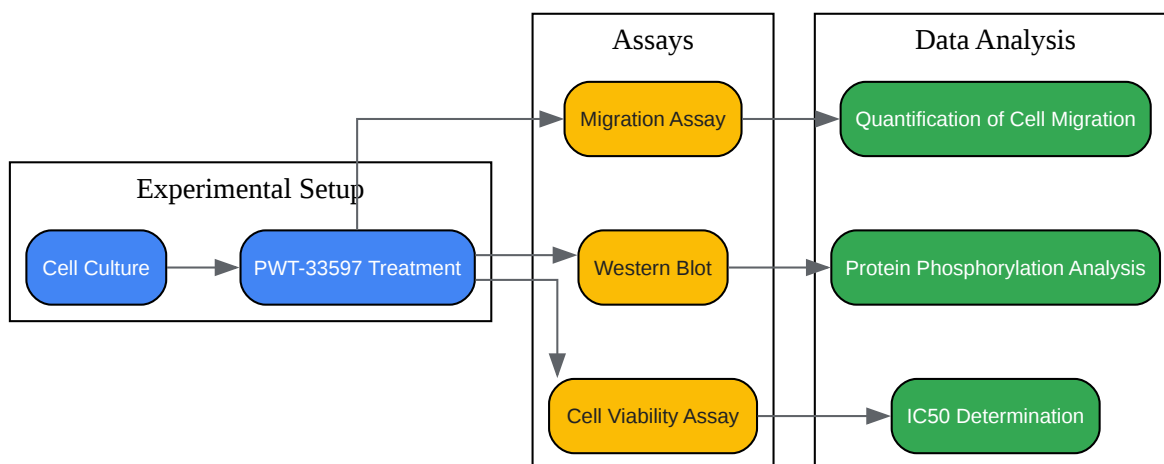 Experimental Setup
Cell Culture
PWT-33597 Treatment
Assays
Migration Assay
Western Blot
Cell Viability Assay
Data Analysis
Quantification of Cell Migration
Protein Phosphorylation Analysis
IC50 Determination